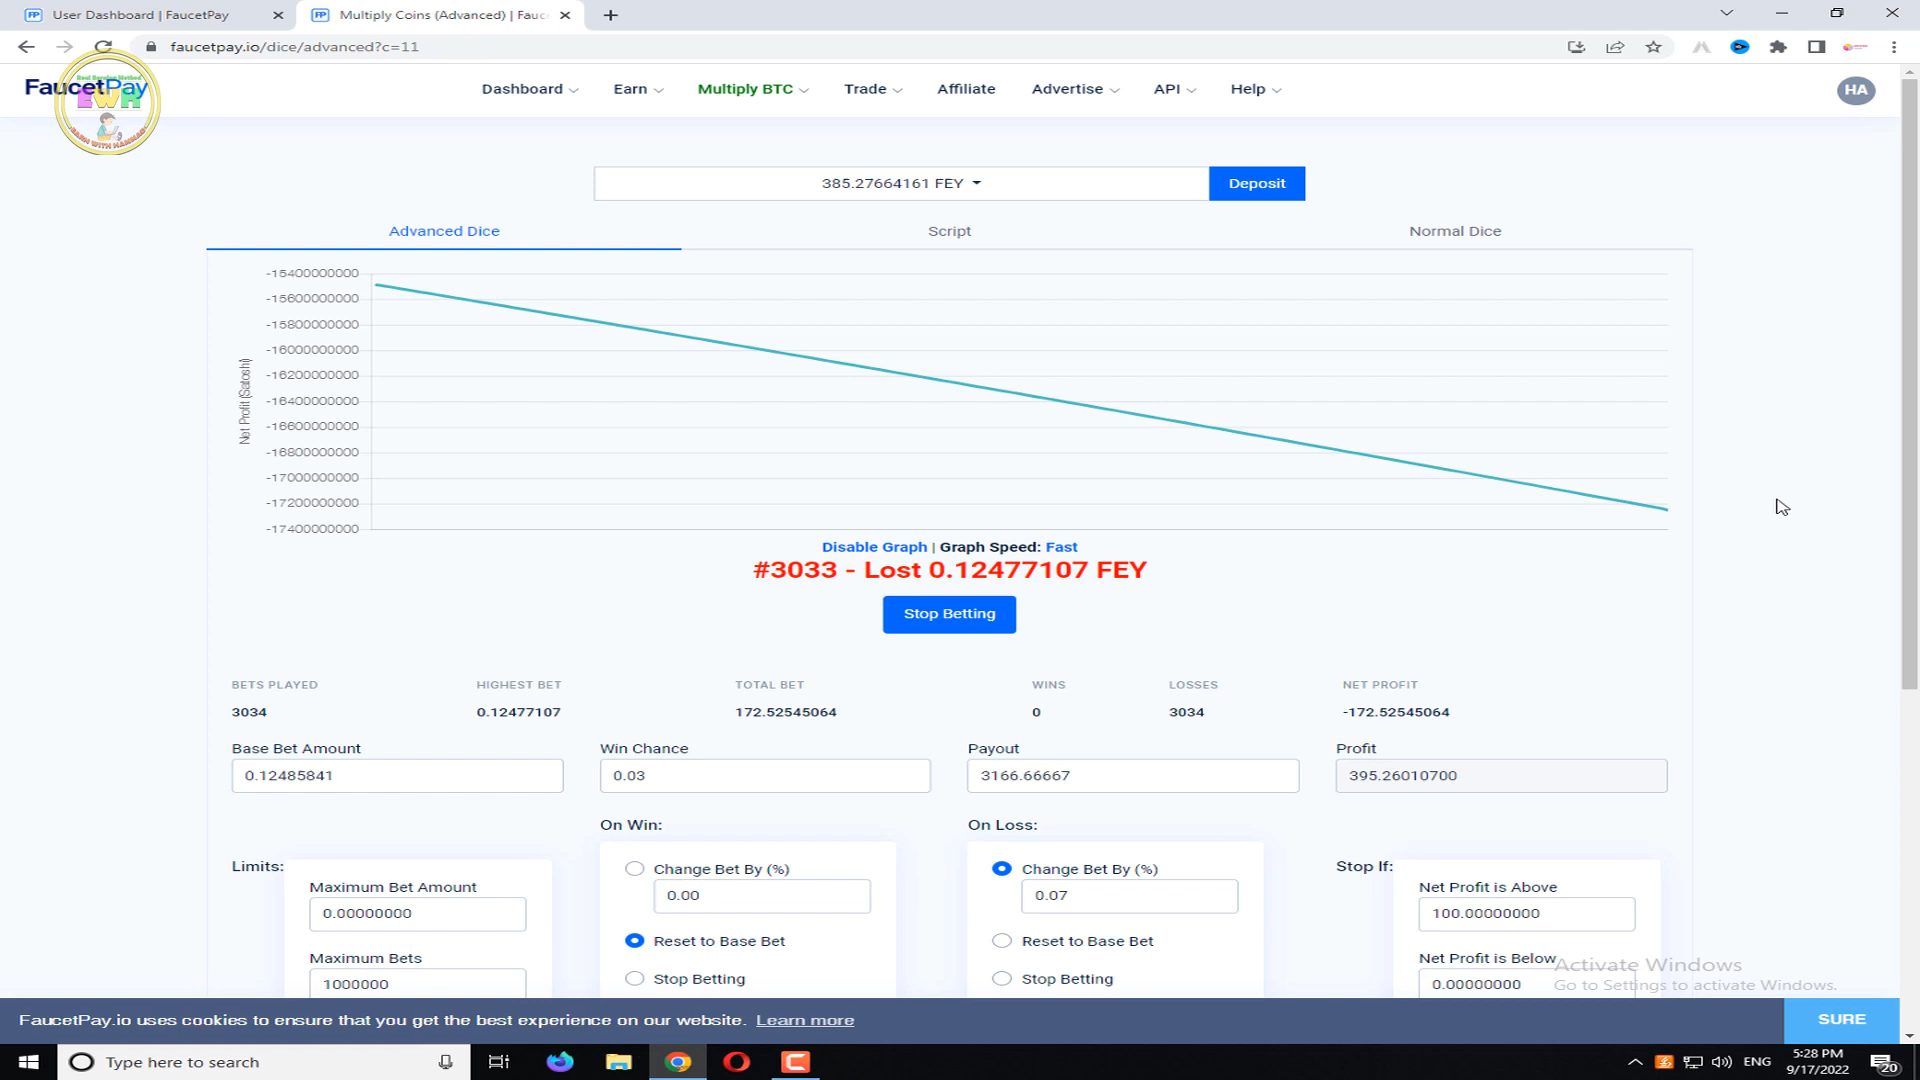 User Dashboard | FaucetPay
Multiply Coins (Advanced) | Fauc
faucetpay.io/dice/advanced?c=11
FaucetPay
Real Earning Method
EWH
EARN WITH HAMMAD
Dashboard
Earn
Multiply BTC
Trade
Affiliate
Advertise
API
Help
HA
385.27664161 FEY
Deposit
Advanced Dice
Script
Normal Dice
Net Profit (Satoshi)
-15400000000
-15600000000
-15800000000
-16000000000
-16200000000
-16400000000
-16600000000
-16800000000
-17000000000
-17200000000
-17400000000
Disable Graph | Graph Speed: Fast
#3033 - Lost 0.12477107 FEY
Stop Betting
BETS PLAYED
HIGHEST BET
TOTAL BET
WINS
LOSSES
NET PROFIT
3034
0.12477107
172.52545064
0
3034
-172.52545064
Base Bet Amount
Win Chance
Payout
Profit
0.12485841
0.03
3166.66667
395.26010700
On Win:
On Loss:
Limits:
Maximum Bet Amount
0.00000000
Maximum Bets
1000000
Change Bet By (%)
0.00
Reset to Base Bet
Stop Betting
Change Bet By (%)
0.07
Reset to Base Bet
Stop Betting
Stop If:
Net Profit is Above
100.00000000
Net Profit is Below
0.00000000
Activate Windows
Go to Settings to activate Windows.
FaucetPay.io uses cookies to ensure that you get the best experience on our website. Learn more
SURE
Type here to search
ENG
5:28 PM
9/17/2022
20